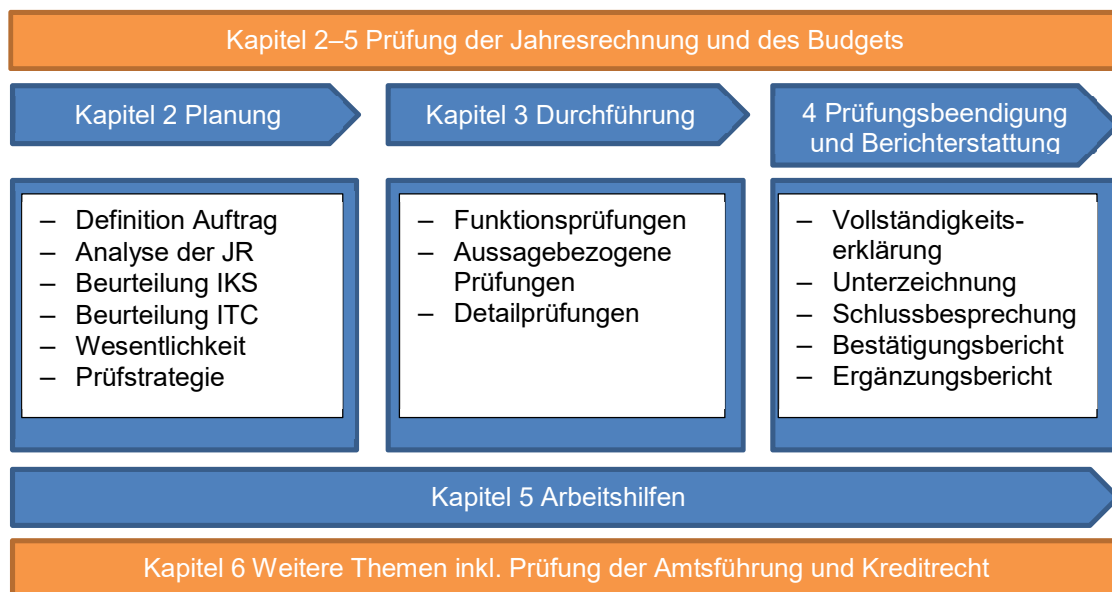 Kapitel 2–5 Prüfung der Jahresrechnung und des Budgets
Kapitel 2 Planung
Kapitel 3 Durchführung
4 Prüfungsbeendigung
und Berichterstattung
– Definition Auftrag
– Analyse der JR
– Beurteilung IKS
– Beurteilung ITC
– Wesentlichkeit
– Prüfstrategie
– Funktionsprüfungen
– Aussagebezogene
Prüfungen
– Detailprüfungen
– Vollständigkeits-
erklärung
– Unterzeichnung
– Schlussbesprechung
– Bestätigungsbericht
– Ergänzungsbericht
Kapitel 5 Arbeitshilfen
Kapitel 6 Weitere Themen inkl. Prüfung der Amtsführung und Kreditrecht